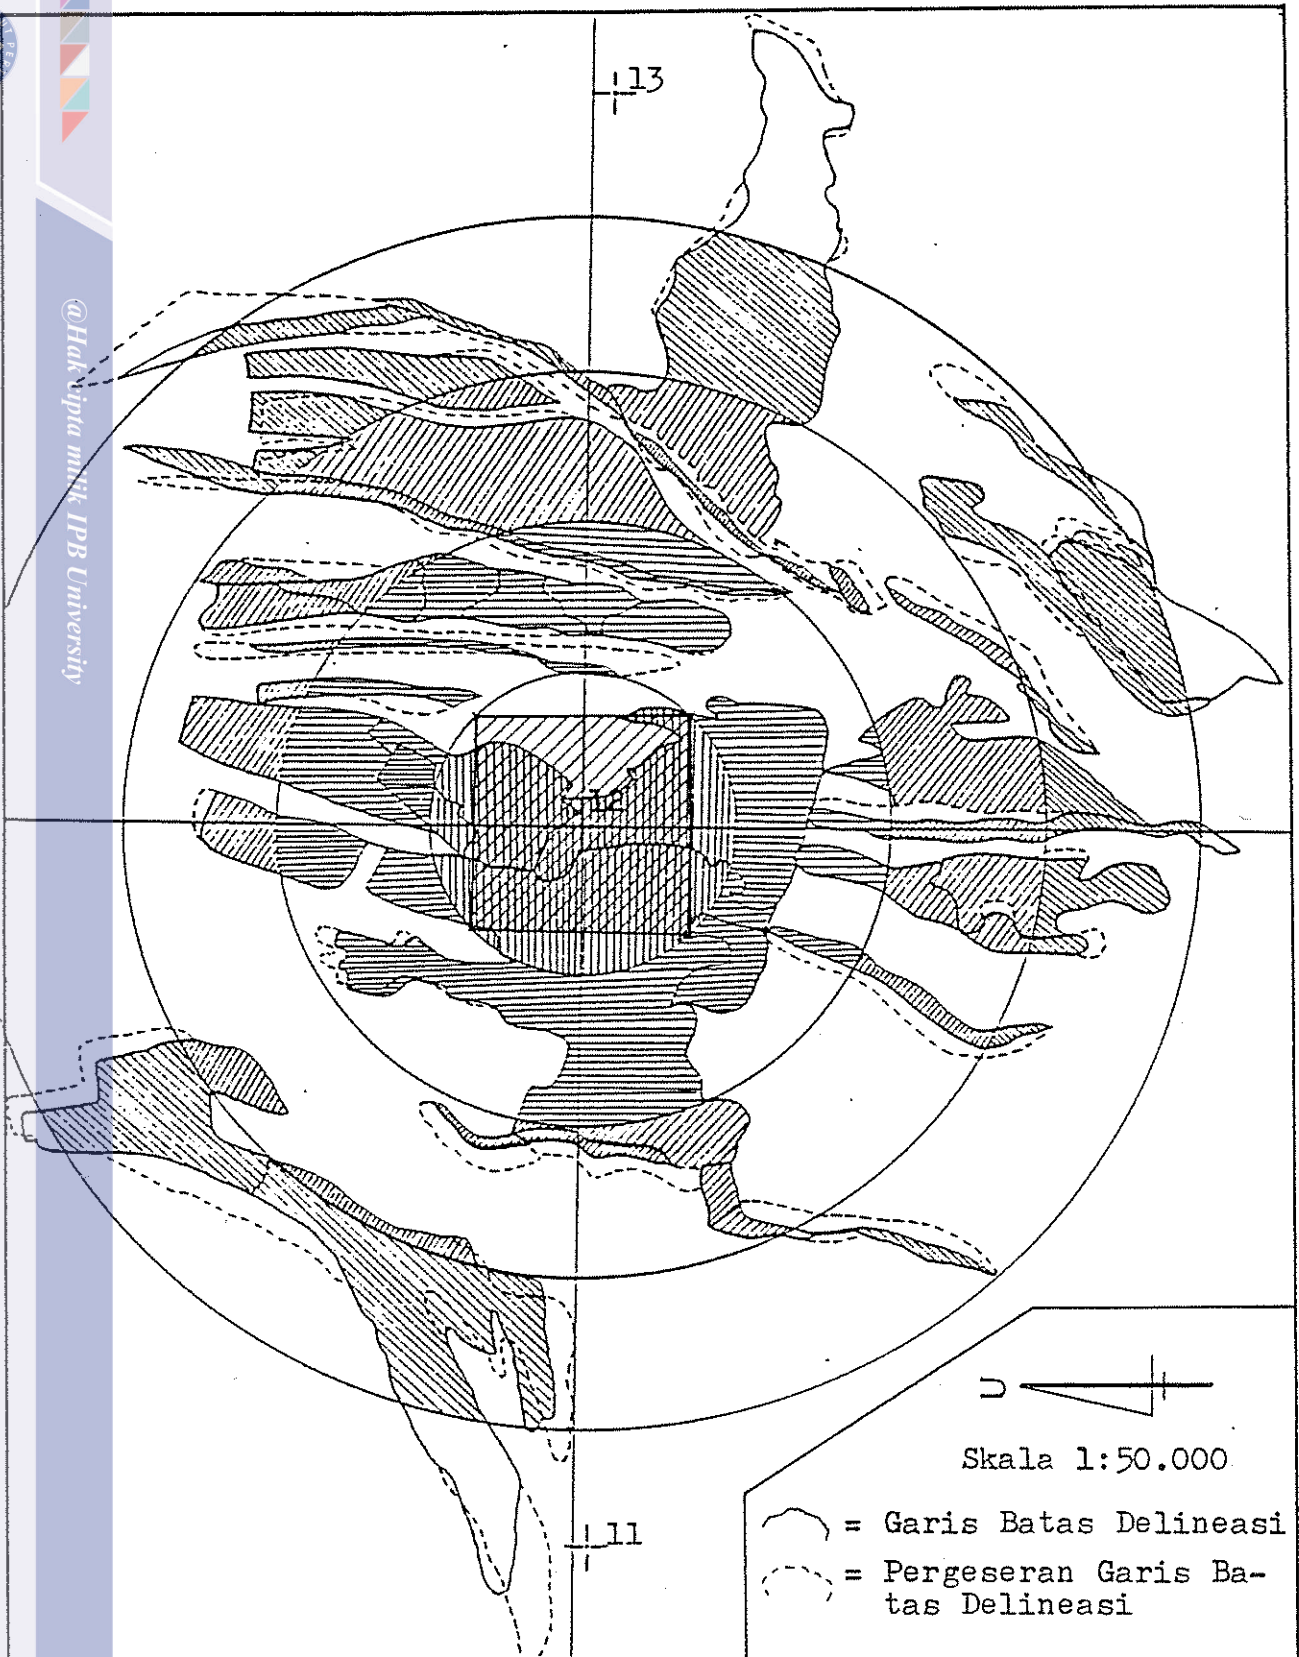 13
@Hak cipta milik IPB University
12
U
Skala 1:50.000
= Garis Batas Delineasi
11
= Pergeseran Garis Ba-
tas Delineasi